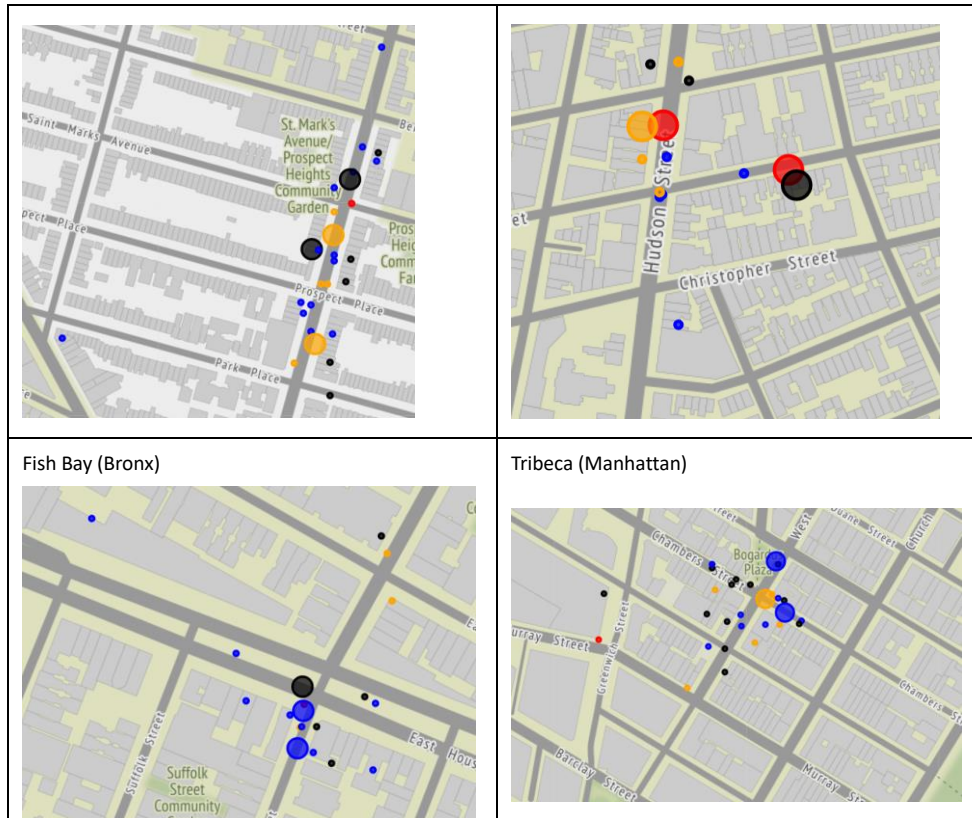 Street
Saint Marks Avenue
St. Mark's
Avenue/
Prospect
Heights
Community
Garden
Prospect Place
Park Place
Hudson Street
Christopher Street
Fish Bay (Bronx)
Suffolk Street
Suffolk
Street
Community
East
Tribeca (Manhattan)
Chambers Street
West
Duane Street
Church
Plaza
Greenwich Street
Murray Street
Chambers
Barclay Street
Murray